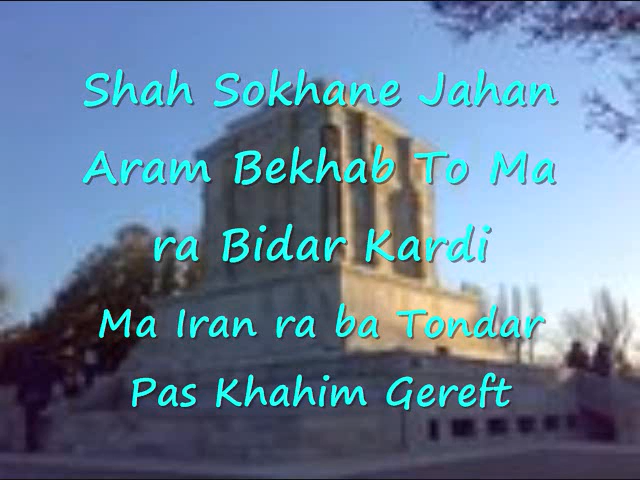 Shah Sokhane Jahan
Aram Bekhab To Ma
ra Bidar Kardi
Ma Iran ra ba Tondar
Pas Khahim Gereft